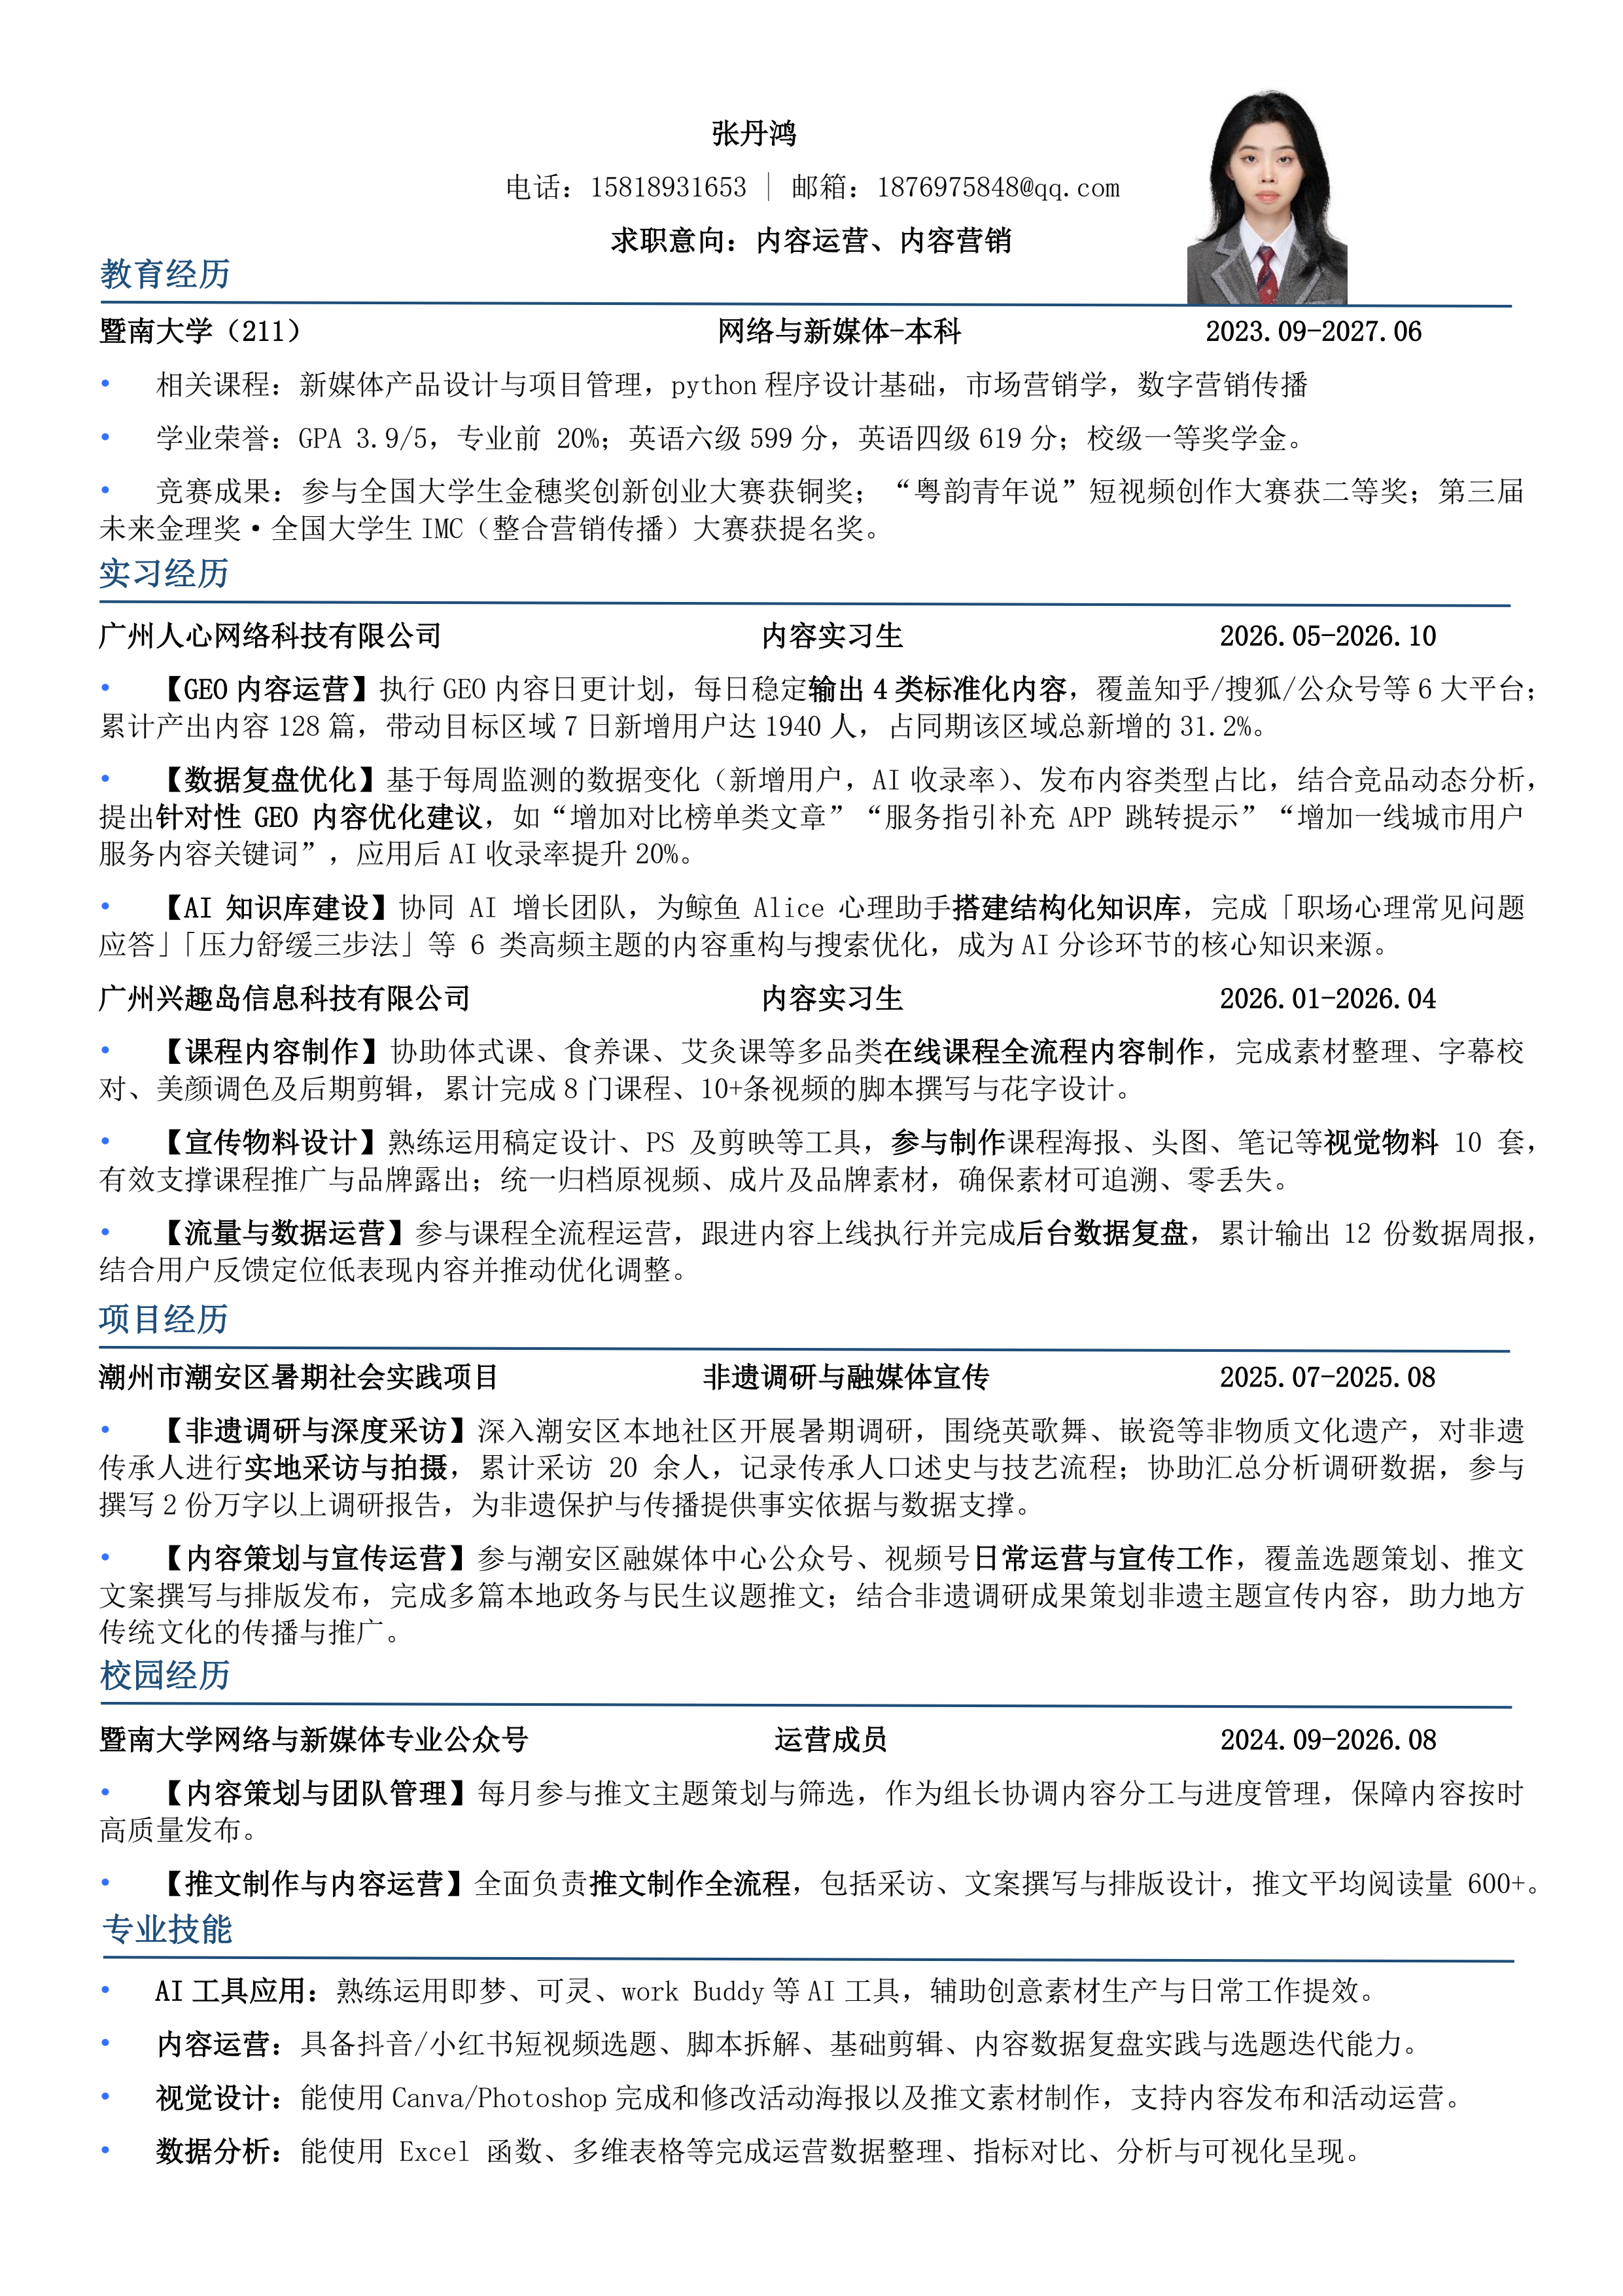 张丹鸿
电话：15818931653 | 邮箱：1876975848@qq.com
求职意向：内容运营、内容营销
教育经历
暨南大学（211） 网络与新媒体-本科 2023.09-2027.06
• 相关课程：新媒体产品设计与项目管理，python程序设计基础，市场营销学，数字营销传播
• 学业荣誉：GPA 3.9/5，专业前 20%；英语六级 599 分，英语四级 619 分；校级一等奖学金。
• 竞赛成果：参与全国大学生金穗奖创新创业大赛获铜奖；“粤韵青年说”短视频创作大赛获二等奖；第三届
未来金理奖·全国大学生 IMC（整合营销传播）大赛获提名奖。
实习经历
广州人心网络科技有限公司 内容实习生 2026.05-2026.10
• 【GEO 内容运营】执行 GEO 内容日更计划，每日稳定输出 4 类标准化内容，覆盖知乎/搜狐/公众号等 6 大平台；
累计产出内容 128 篇，带动目标区域 7 日新增用户达 1940 人，占同期该区域总新增的 31.2%。
• 【数据复盘优化】基于每周监测的数据变化（新增用户，AI 收录率）、发布内容类型占比，结合竞品动态分析，
提出针对性 GEO 内容优化建议，如“增加对比榜单类文章”“服务指引补充 APP 跳转提示”“增加一线城市用户
服务内容关键词”，应用后 AI 收录率提升 20%。
• 【AI 知识库建设】协同 AI 增长团队，为鲸鱼 Alice 心理助手搭建结构化知识库，完成「职场心理常见问题
应答」「压力舒缓三步法」等 6 类高频主题的内容重构与搜索优化，成为 AI 分诊环节的核心知识来源。
广州兴趣岛信息科技有限公司 内容实习生 2026.01-2026.04
• 【课程内容制作】协助体式课、食养课、艾灸课等多品类在线课程全流程内容制作，完成素材整理、字幕校
对、美颜调色及后期剪辑，累计完成 8 门课程、10+条视频的脚本撰写与花字设计。
• 【宣传物料设计】熟练运用稿定设计、PS 及剪映等工具，参与制作课程海报、头图、笔记等视觉物料 10 套，
有效支撑课程推广与品牌露出；统一归档原视频、成片及品牌素材，确保素材可追溯、零丢失。
• 【流量与数据运营】参与课程全流程运营，跟进内容上线执行并完成后台数据复盘，累计输出 12 份数据周报，
结合用户反馈定位低表现内容并推动优化调整。
项目经历
潮州市潮安区暑期社会实践项目 非遗调研与融媒体宣传 2025.07-2025.08
• 【非遗调研与深度采访】深入潮安区本地社区开展暑期调研，围绕英歌舞、嵌瓷等非物质文化遗产，对非遗
传承人进行实地采访与拍摄，累计采访 20 余人，记录传承人口述史与技艺流程；协助汇总分析调研数据，参与
撰写 2 份万字以上调研报告，为非遗保护与传播提供事实依据与数据支撑。
• 【内容策划与宣传运营】参与潮安区融媒体中心公众号、视频号日常运营与宣传工作，覆盖选题策划、推文
文案撰写与排版发布，完成多篇本地政务与民生议题推文；结合非遗调研成果策划非遗主题宣传内容，助力地方
传统文化的传播与推广。
校园经历
暨南大学网络与新媒体专业公众号 运营成员 2024.09-2026.08
• 【内容策划与团队管理】每月参与推文主题策划与筛选，作为组长协调内容分工与进度管理，保障内容按时
高质量发布。
• 【推文制作与内容运营】全面负责推文制作全流程，包括采访、文案撰写与排版设计，推文平均阅读量 600+。
专业技能
• AI 工具应用：熟练运用即梦、可灵、work Buddy 等 AI 工具，辅助创意素材生产与日常工作提效。
• 内容运营：具备抖音/小红书短视频选题、脚本拆解、基础剪辑、内容数据复盘实践与选题迭代能力。
• 视觉设计：能使用 Canva/Photoshop 完成和修改活动海报以及推文素材制作，支持内容发布和活动运营。
• 数据分析：能使用 Excel 函数、多维表格等完成运营数据整理、指标对比、分析与可视化呈现。